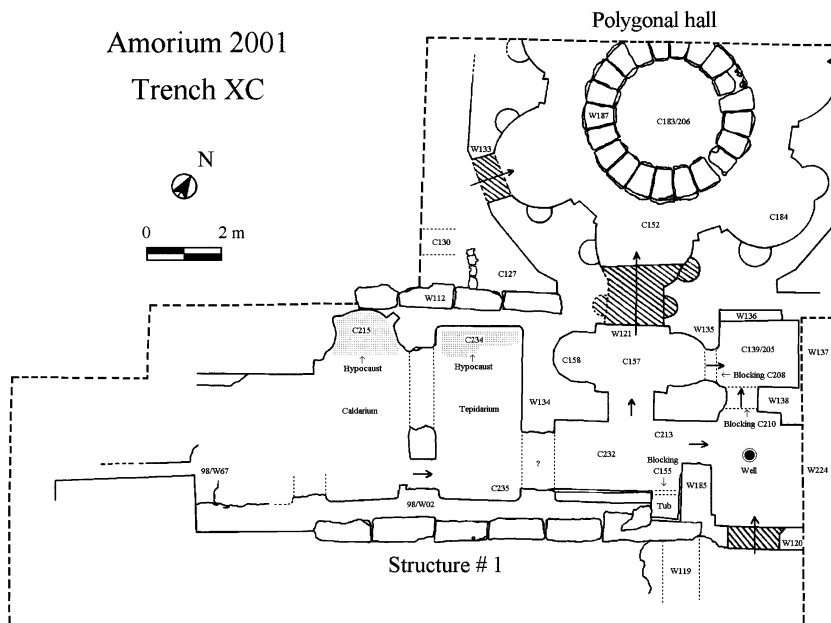 Polygonal hall
Amorium 2001
Trench XC
N
0 2 m
W187
C183/206
W133
C152
C184
C130
C127
W112
C215
C234
Hypocaust
Hypocaust
Caldarium
Tepidarium
W134
W121
C158
C157
W135
W136
C139/205
W137
Blocking C208
W138
Blocking C210
C213
C232
Blocking
C155
?
Well
W224
98/W67
C235
98/W02
Tub
W185
W120
Structure # 1
W119